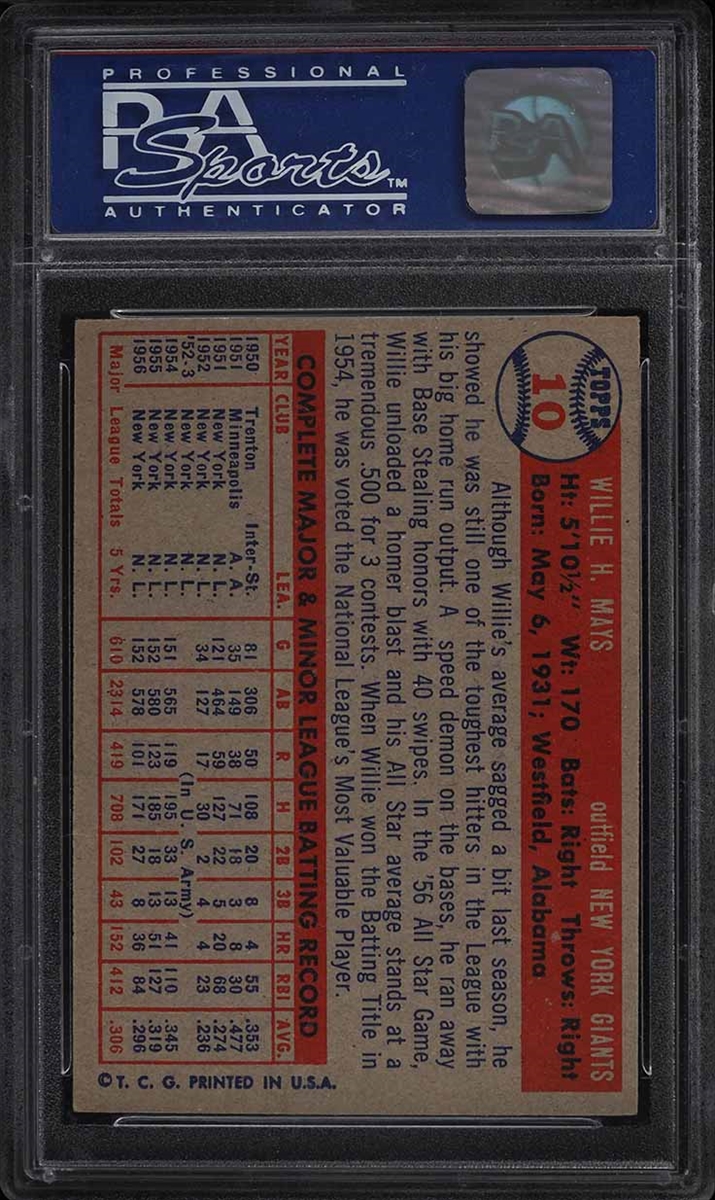 PROFESSIONAL
PSA
Sports™
AUTHENTICATOR
PSA
TOPPS
10
WILLIE H. MAYS outfield NEW YORK GIANTS
Ht: 5'10½" Wt: 170 Bats: Right Throws: Right
Born: May 6, 1931; Westfield, Alabama
Although Willie's average sagged a bit last season, he
showed he was still one of the toughest hitters in the League with
his big home run output. A speed demon on the bases, he ran away
with Base Stealing honors with 40 swipes. In the '56 All Star Game,
Willie unloaded a homer blast and his All Star average stands at a
tremendous .500 for 3 contests. When Willie won the Batting Title in
1954, he was voted the National League's Most Valuable Player.
COMPLETE MAJOR & MINOR LEAGUE BATTING RECORD
YEAR CLUB LEA. G AB R H 2B 3B HR RBI AVG.
1950 Trenton Inter-St. 81 306 50 108 20 8 4 55 .353
1951 Minneapolis A. A. 35 149 38 71 18 3 8 30 .477
1951 New York N. L. 121 464 59 127 22 5 20 68 .274
1952 New York N. L. 34 127 17 30 2 4 4 23 .236
'52-3 New York N. L. (In U. S. Army)
1954 New York N. L. 151 565 119 195 33 13 41 110 .345
1955 New York N. L. 152 580 123 185 18 13 51 127 .319
1956 New York N. L. 152 578 101 171 27 8 36 84 .296
Major League Totals 5 Yrs. 610 2314 419 708 102 43 152 412 .306
© T. C. G. PRINTED IN U.S.A.